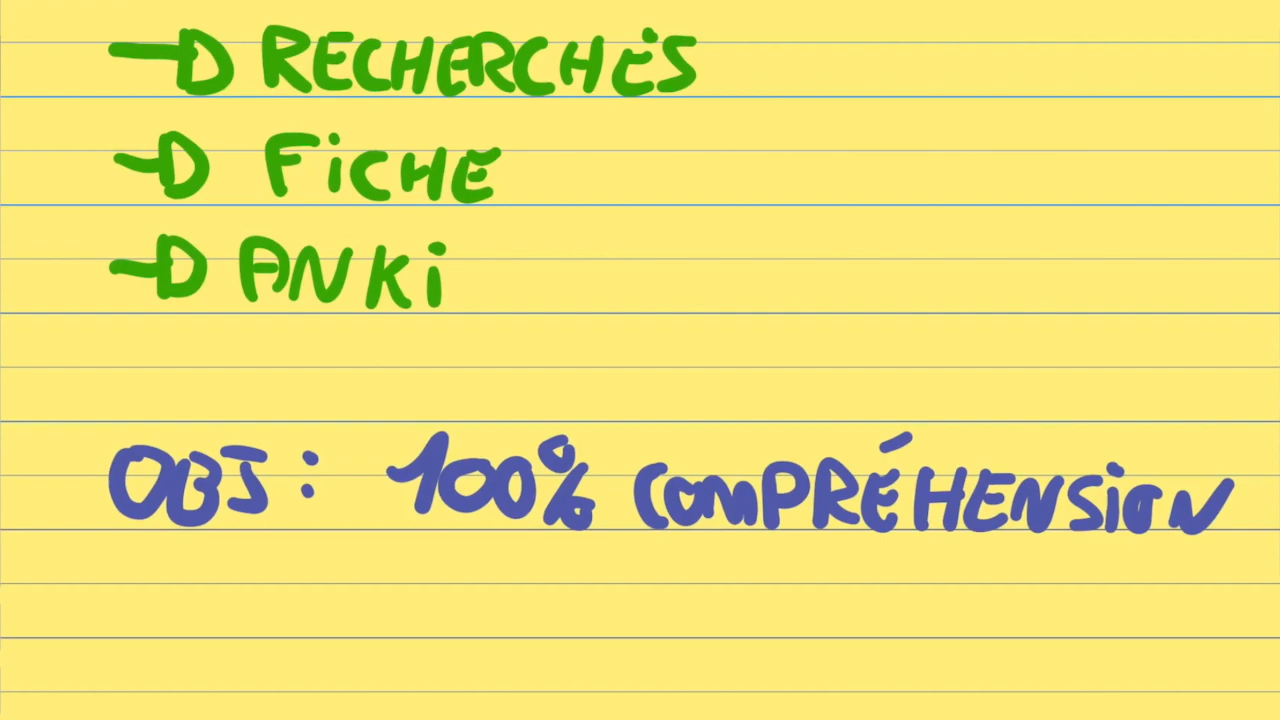 → RECHERCHES
→ FICHE
→ ANKi
OBJ : 100% COMPRÉHENSION